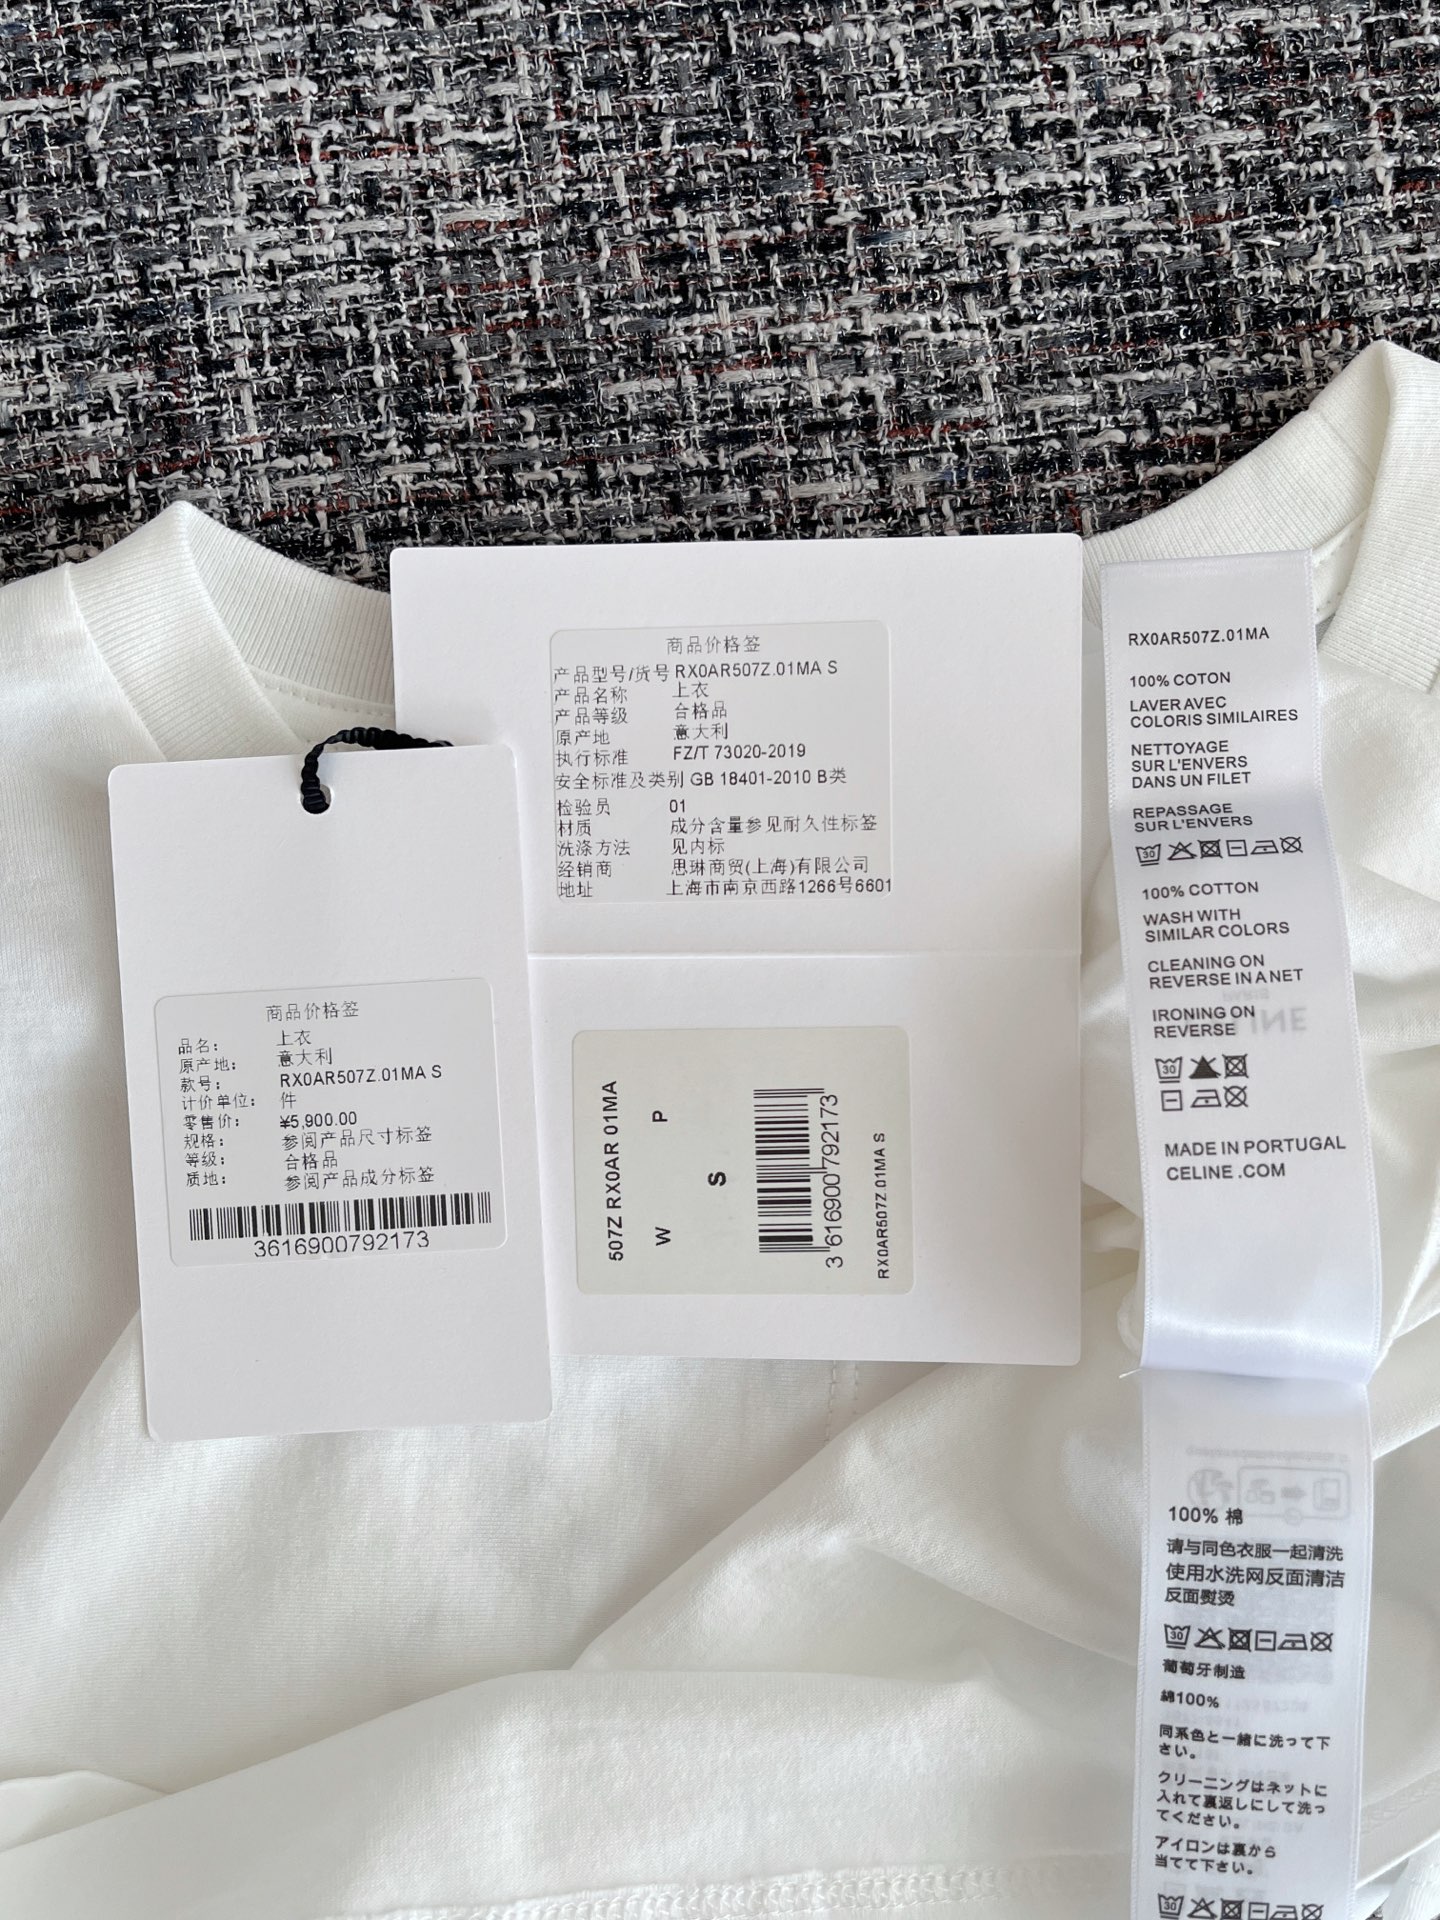 商品价格签
产品型号/货号 RX0AR507Z.01MA S
产品名称 上衣
产品等级 合格品
原产地 意大利
执行标准 FZ/T 73020-2019
安全标准及类别 GB 18401-2010 B类
检验员 01
材质 成分含量参见耐久性标签
洗涤方法 见内标
经销商 思琳商贸(上海)有限公司
地址 上海市南京西路1266号6601
商品价格签
品名: 上衣
原产地: 意大利
款号: RX0AR507Z.01MA S
计价单位: 件
零售价: ¥5,900.00
规格: 参阅产品尺寸标签
等级: 合格品
质地: 参阅产品成分标签
3616900792173
507Z RX0AR 01MA
W P
S
3 616900 792173
RX0AR507Z.01MA S
RX0AR507Z.01MA
100% COTON
LAVER AVEC
COLORIS SIMILAIRES
NETTOYAGE
SUR L'ENVERS
DANS UN FILET
REPASSAGE
SUR L'ENVERS
30
100% COTTON
WASH WITH
SIMILAR COLORS
CLEANING ON
REVERSE IN A NET
IRONING ON
REVERSE
30
MADE IN PORTUGAL
CELINE .COM
100% 棉
请与同色衣服一起清洗
使用水洗网反面清洁
反面熨烫
30
葡萄牙制造
綿100%
同系色と一緒に洗って下
さい。
クリーニングはネットに
入れて裏返しにして洗っ
てください。
アイロンは裏から
当てて下さい。
30